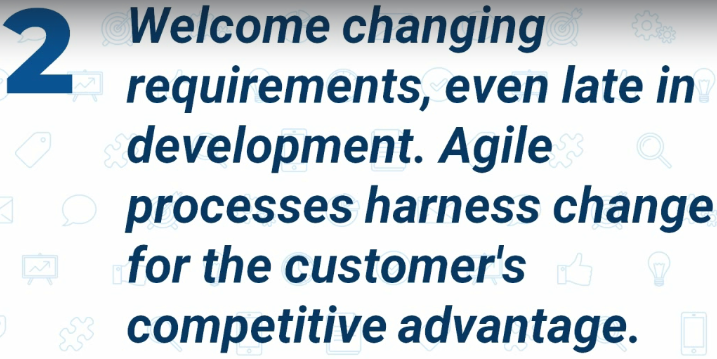 2 Welcome changing
requirements, even late in
development. Agile
processes harness change
for the customer's
competitive advantage.